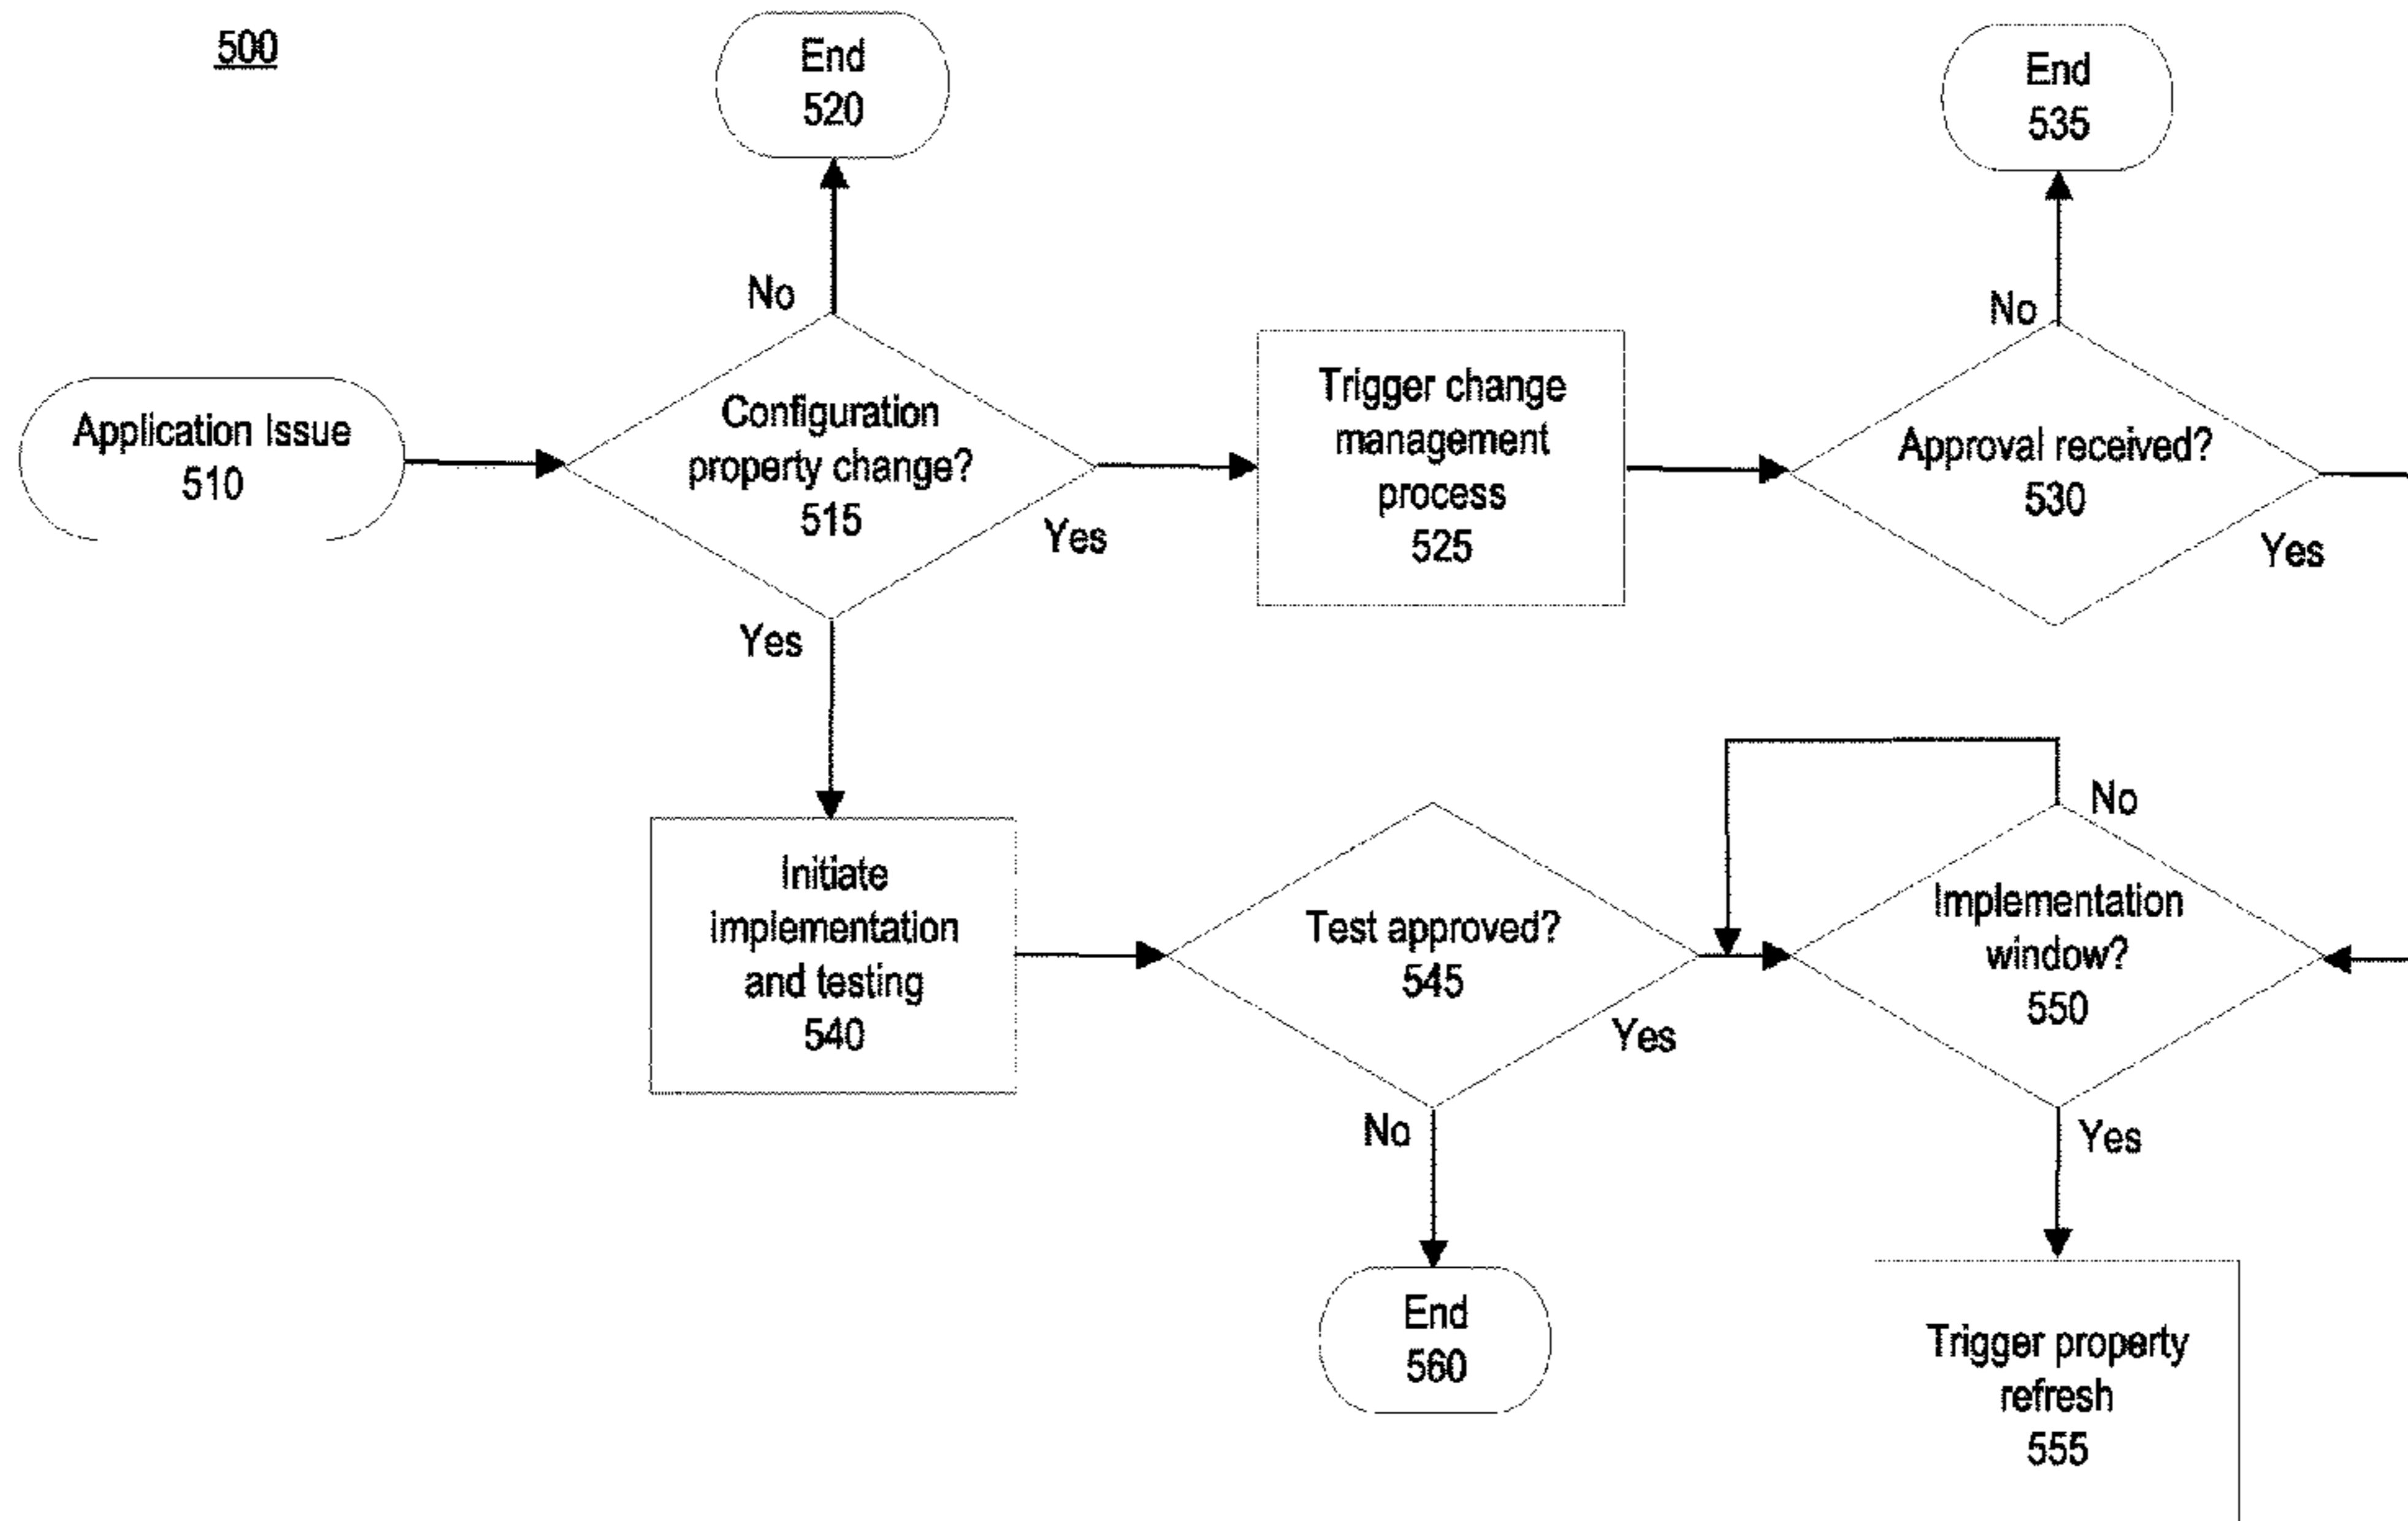 500
End
520
End
535
No
No
Application Issue
510
Configuration
property change?
515
Yes
Trigger change
management
process
525
Approval received?
530
Yes
Yes
No
Initiate
implementation
and testing
540
Test approved?
545
Yes
Implementation
window?
550
No
Yes
End
560
Trigger property
refresh
555